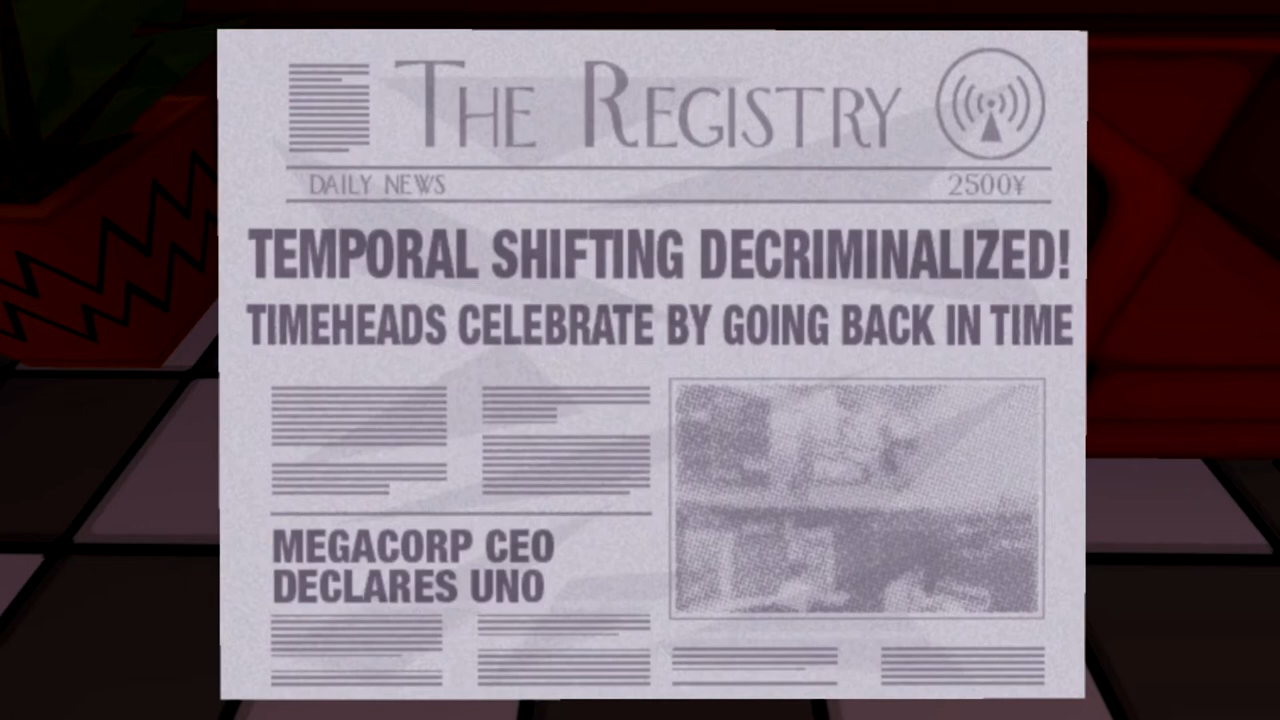 THE REGISTRY
DAILY NEWS
2500¥
TEMPORAL SHIFTING DECRIMINALIZED!
TIMEHEADS CELEBRATE BY GOING BACK IN TIME
MEGACORP CEO
DECLARES UNO